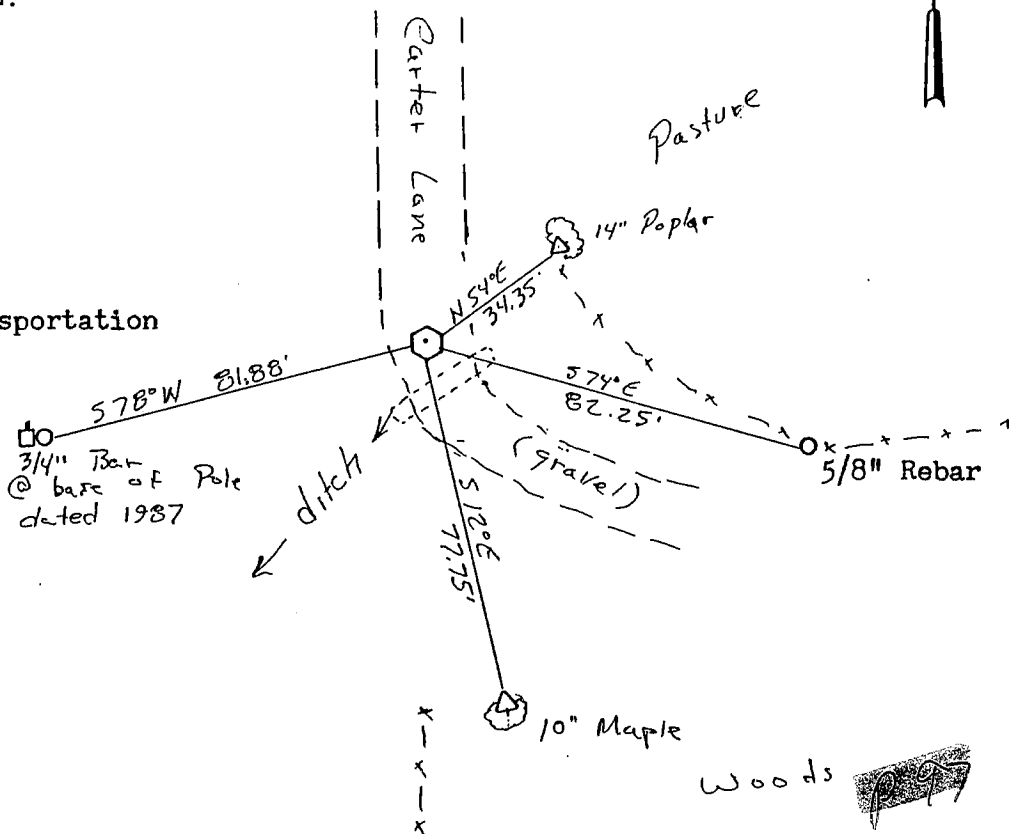 Carter Lane
Pasture
14" Poplar
N 54°E
34.35'
sportation
S78°W 81.88'
S74°E
82.25'
3/4" Bar
@ base of Pole
dated 1987
ditch
(gravel)
5/8" Rebar
S 12°E
77.75'
10" Maple
Woods